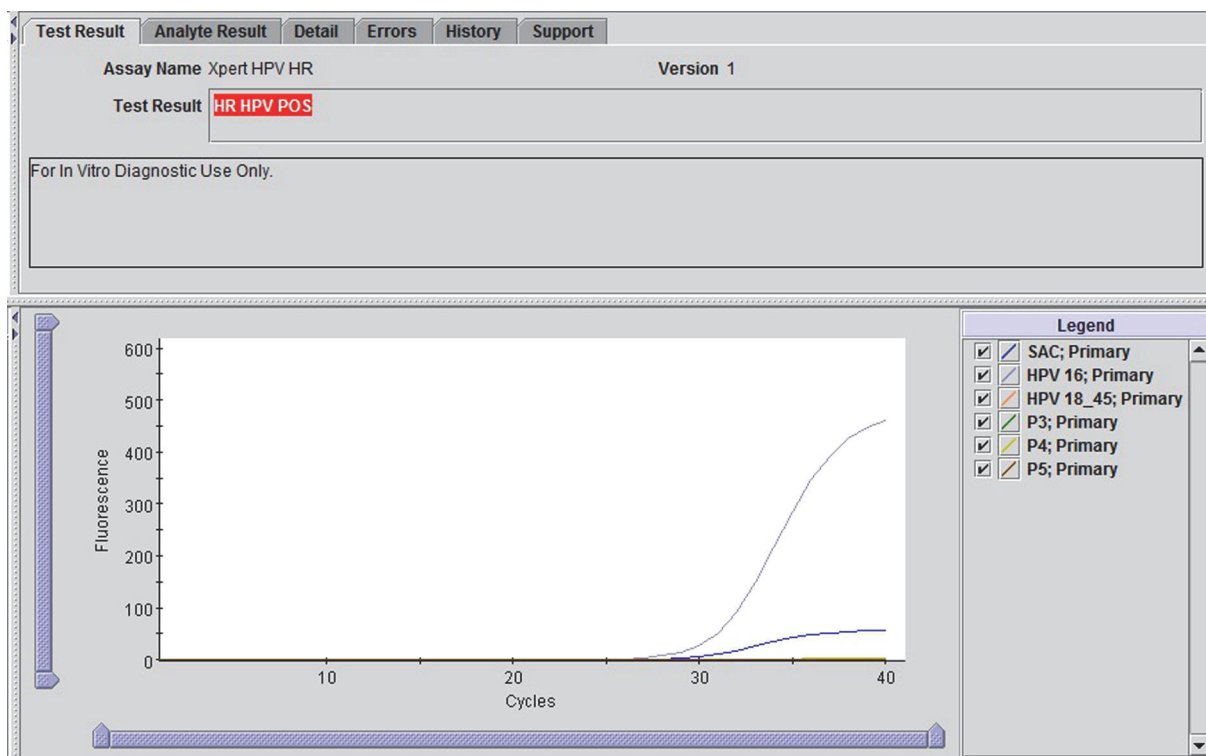 Test Result Analyte Result Detail Errors History Support
Assay Name Xpert HPV HR Version 1
Test Result HR HPV POS
For In Vitro Diagnostic Use Only.
600
500
400
300
200
100
0
Fluorescence
10 20 30 40
Cycles
Legend
SAC; Primary
HPV 16; Primary
HPV 18_45; Primary
P3; Primary
P4; Primary
P5; Primary